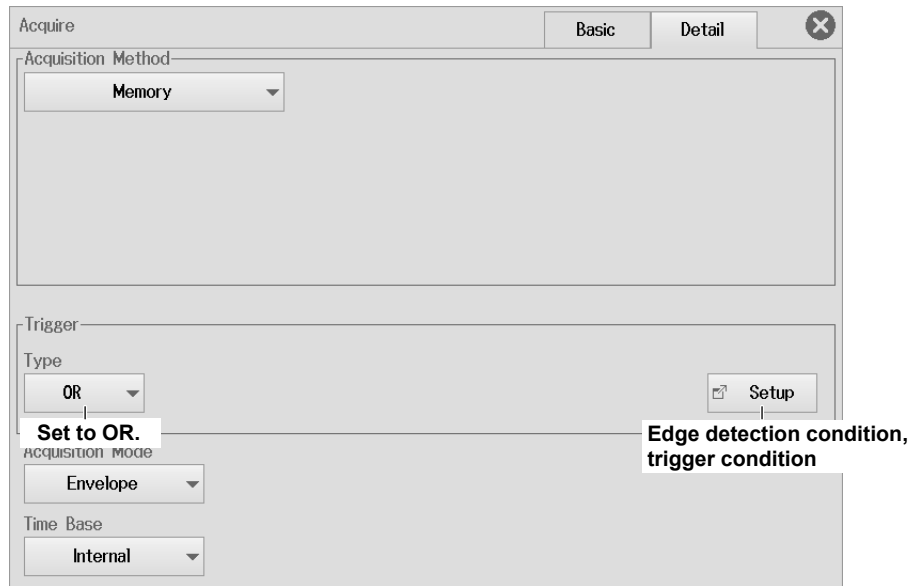 Acquire
Basic
Detail
Acquisition Method
Memory
Trigger
Type
OR
Setup
Set to OR.
Edge detection condition,
trigger condition
Acquisition Mode
Envelope
Time Base
Internal